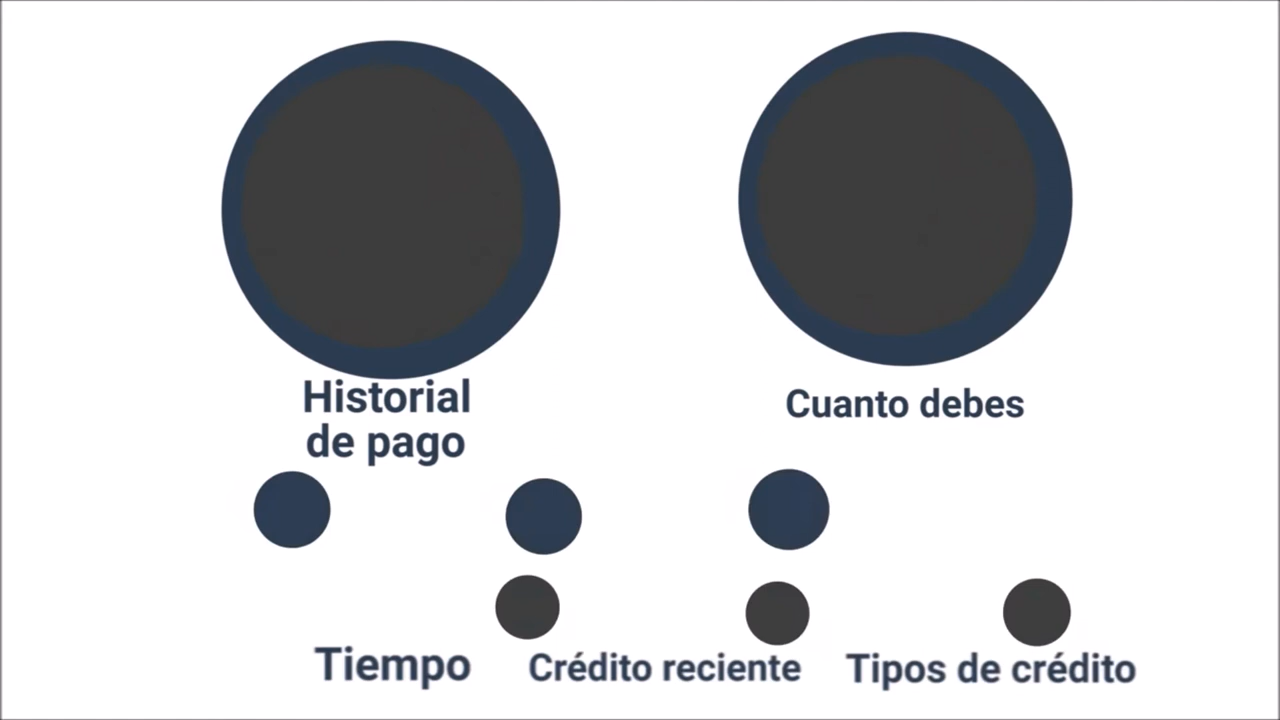 Historial
de pago
Cuanto debes
Tiempo
Crédito reciente
Tipos de crédito